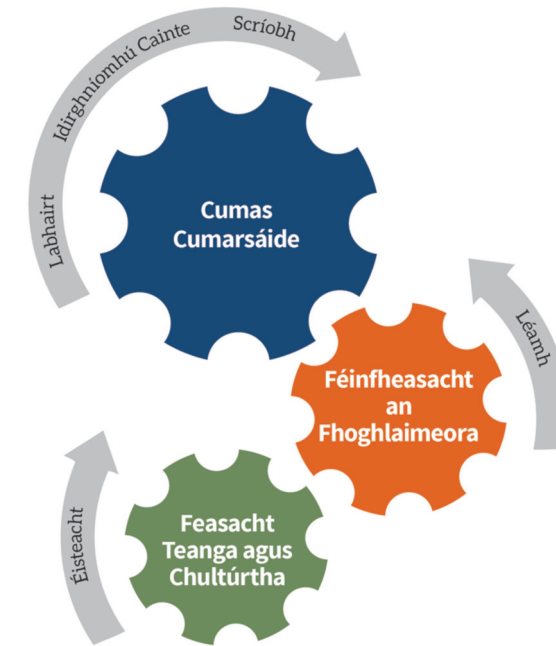 Labhairt
Idirghníomhú Cainte
Scríobh
Cumas
Cumarsáide
Léamh
Féinfheasacht
an
Fhoghlaimeora
Éisteacht
Feasacht
Teanga agus
Chultúrtha